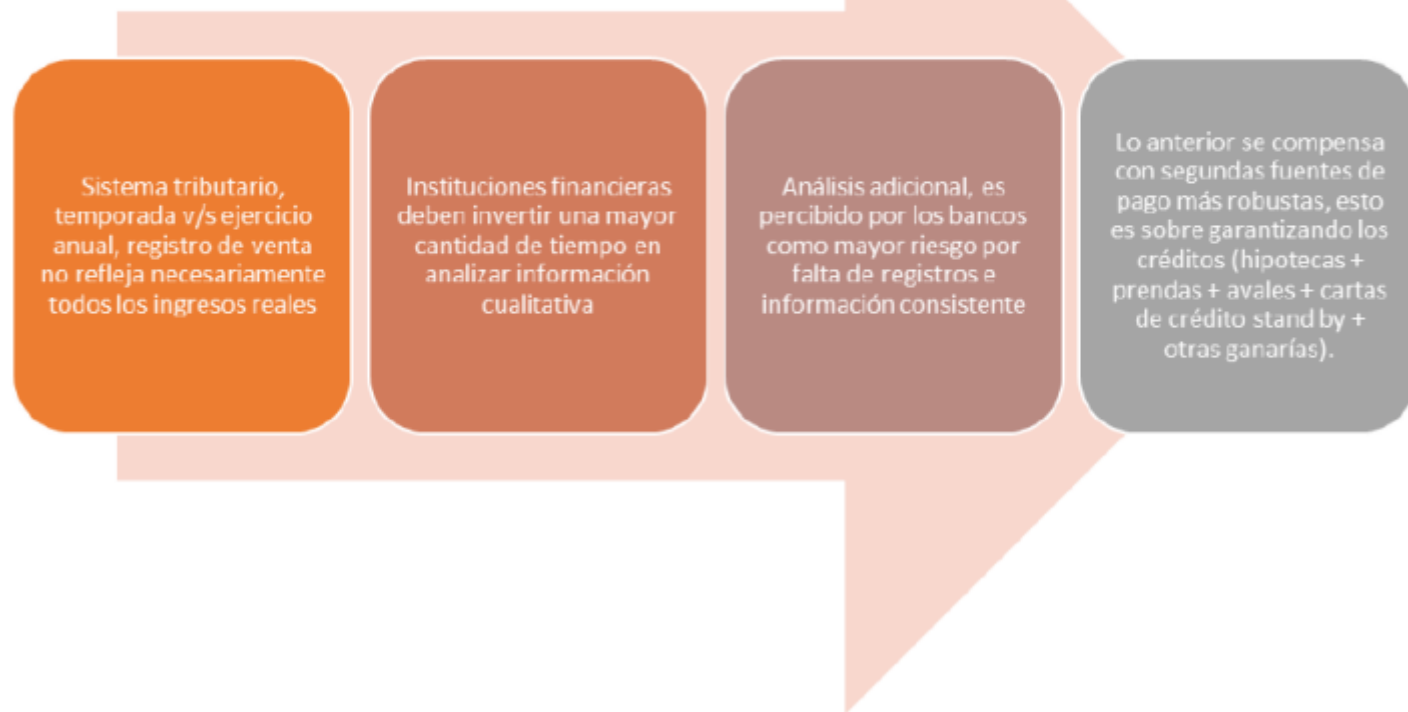 Sistema tributario,
temporada v/s ejercicio
anual, registro de venta
no refleja necesariamente
todos los ingresos reales
Instituciones financieras
deben invertir una mayor
cantidad de tiempo en
analizar información
cualitativa
Análisis adicional, es
percibido por los bancos
como mayor riesgo por
falta de registros e
información consistente
Lo anterior se compensa
con segundas fuentes de
pago más robustas, esto
es sobre garantizando los
créditos (hipotecas +
prendas + avales + cartas
de crédito stand by +
otras ganarías).